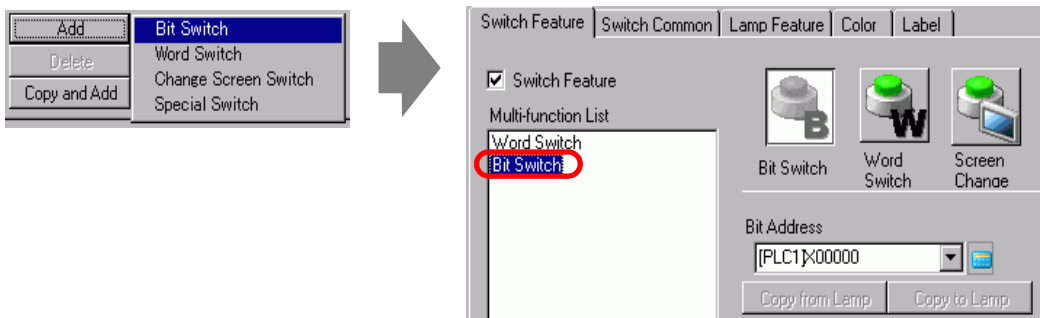 Add
Delete
Copy and Add
Bit Switch
Word Switch
Change Screen Switch
Special Switch
Switch Feature
Switch Common
Lamp Feature
Color
Label
Switch Feature
Multi-function List
Word Switch
Bit Switch
B
Bit Switch
W
Word
Switch
Screen
Change
Bit Address
[PLC1]X00000
Copy from Lamp
Copy to Lamp